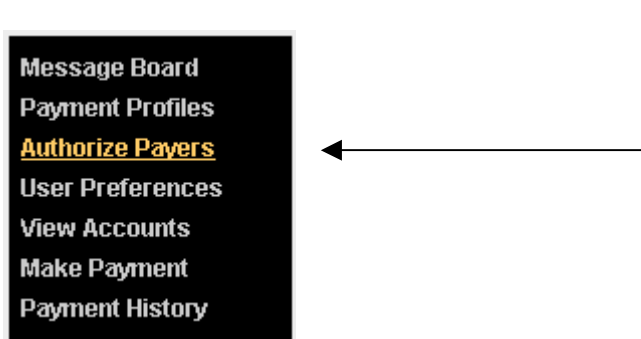 Message Board
Payment Profiles
Authorize Payers
User Preferences
View Accounts
Make Payment
Payment History